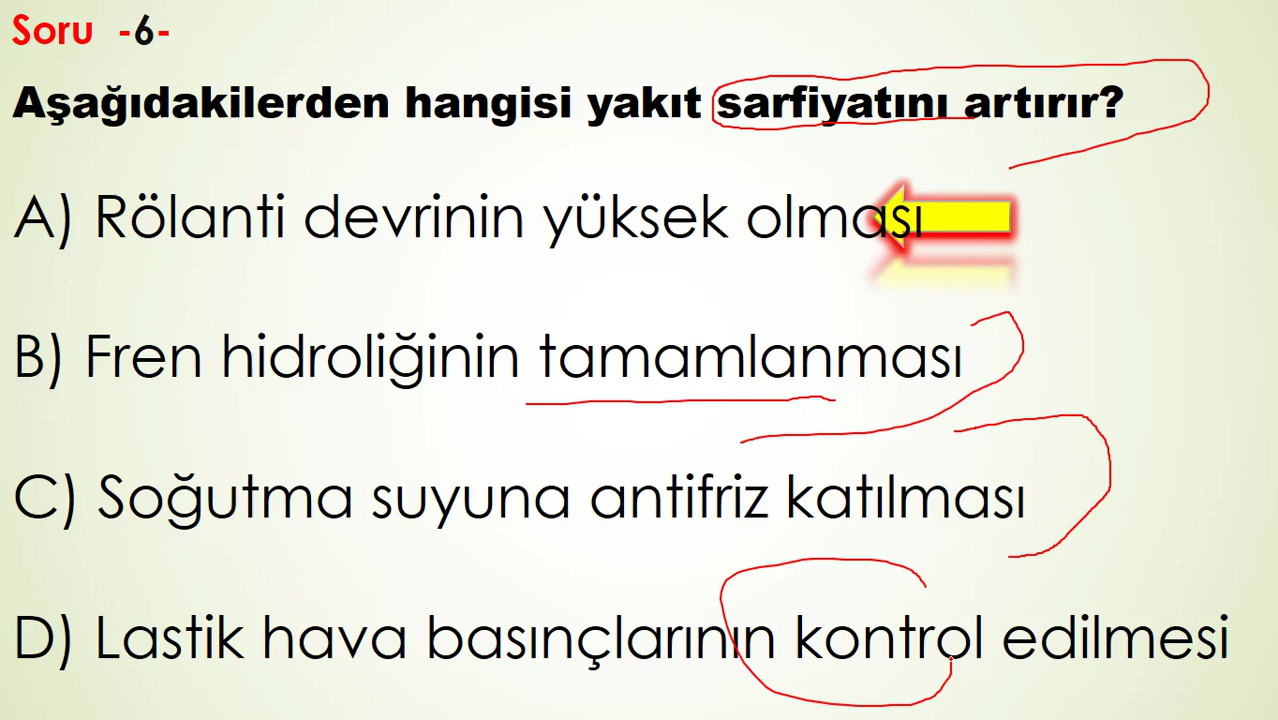 Soru -6-
Aşağıdakilerden hangisi yakıt sarfiyatını artırır?
A) Rölanti devrinin yüksek olması
B) Fren hidroliğinin tamamlanması
C) Soğutma suyuna antifriz katılması
D) Lastik hava basınçlarının kontrol edilmesi